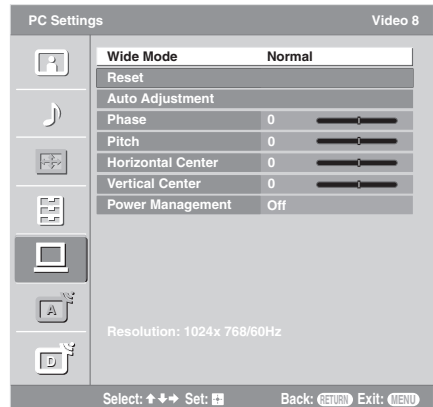 PC Settings Video 8
Wide Mode Normal
Reset
Auto Adjustment
Phase 0
Pitch 0
Horizontal Center 0
Vertical Center 0
Power Management Off
A
Resolution: 1024x 768/60Hz
D
Select: ↑↓→ Set: Back: RETURN Exit: MENU